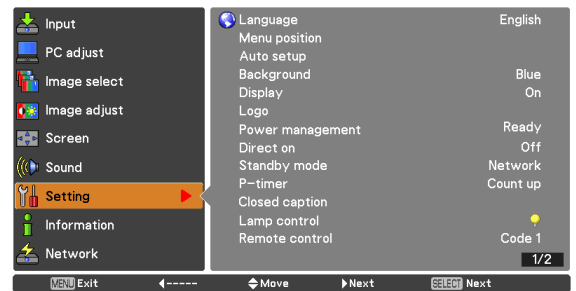 Input
PC adjust
Image select
Image adjust
Screen
Sound
Setting
Information
Network
Language English
Menu position
Auto setup
Background Blue
Display On
Logo
Power management Ready
Direct on Off
Standby mode Network
P-timer Count up
Closed caption
Lamp control
Remote control Code 1
1/2
MENU Exit ◀----- Move ▶Next SELECT Next